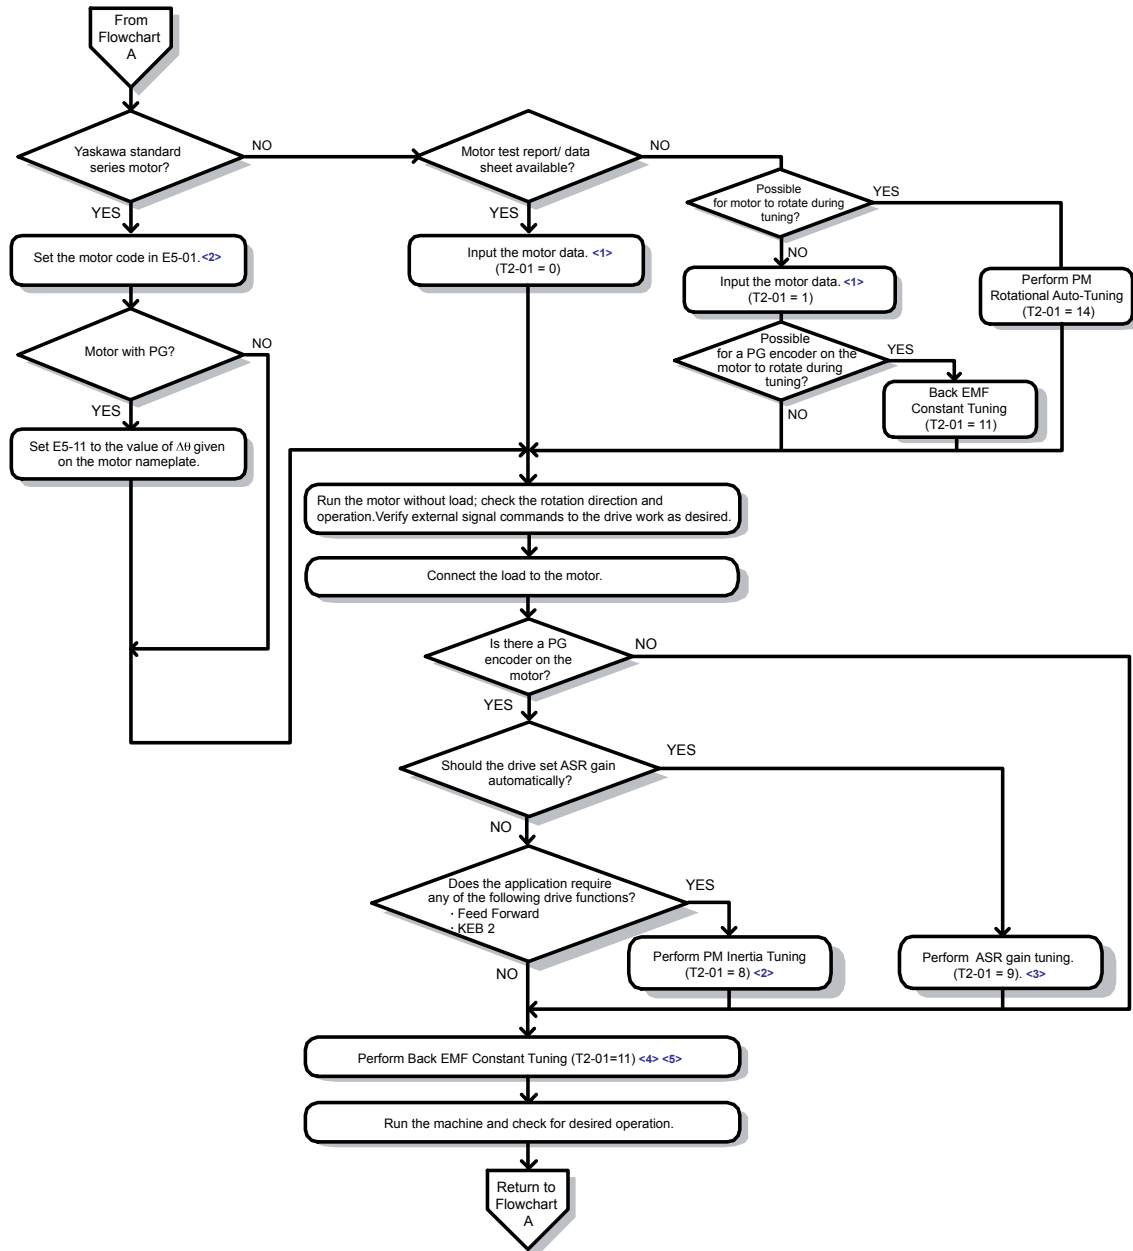 From
Flowchart
A
Yaskawa standard
series motor?
NO
YES
Motor test report/ data
sheet available?
NO
YES
Possible
for motor to rotate during
tuning?
YES
NO
Set the motor code in E5-01.<2>
Input the motor data. <1>
(T2-01 = 0)
Input the motor data. <1>
(T2-01 = 1)
Perform PM
Rotational Auto-Tuning
(T2-01 = 14)
Motor with PG?
NO
YES
Possible
for a PG encoder on the
motor to rotate during
tuning?
YES
NO
Back EMF
Constant Tuning
(T2-01 = 11)
Set E5-11 to the value of Δθ given
on the motor nameplate.
Run the motor without load; check the rotation direction and
operation.Verify external signal commands to the drive work as desired.
Connect the load to the motor.
Is there a PG
encoder on the
motor?
NO
YES
Should the drive set ASR gain
automatically?
YES
NO
Does the application require
any of the following drive functions?
· Feed Forward
· KEB 2
YES
NO
Perform PM Inertia Tuning
(T2-01 = 8) <2>
Perform ASR gain tuning.
(T2-01 = 9). <3>
Perform Back EMF Constant Tuning (T2-01=11) <4> <5>
Run the machine and check for desired operation.
Return to
Flowchart
A